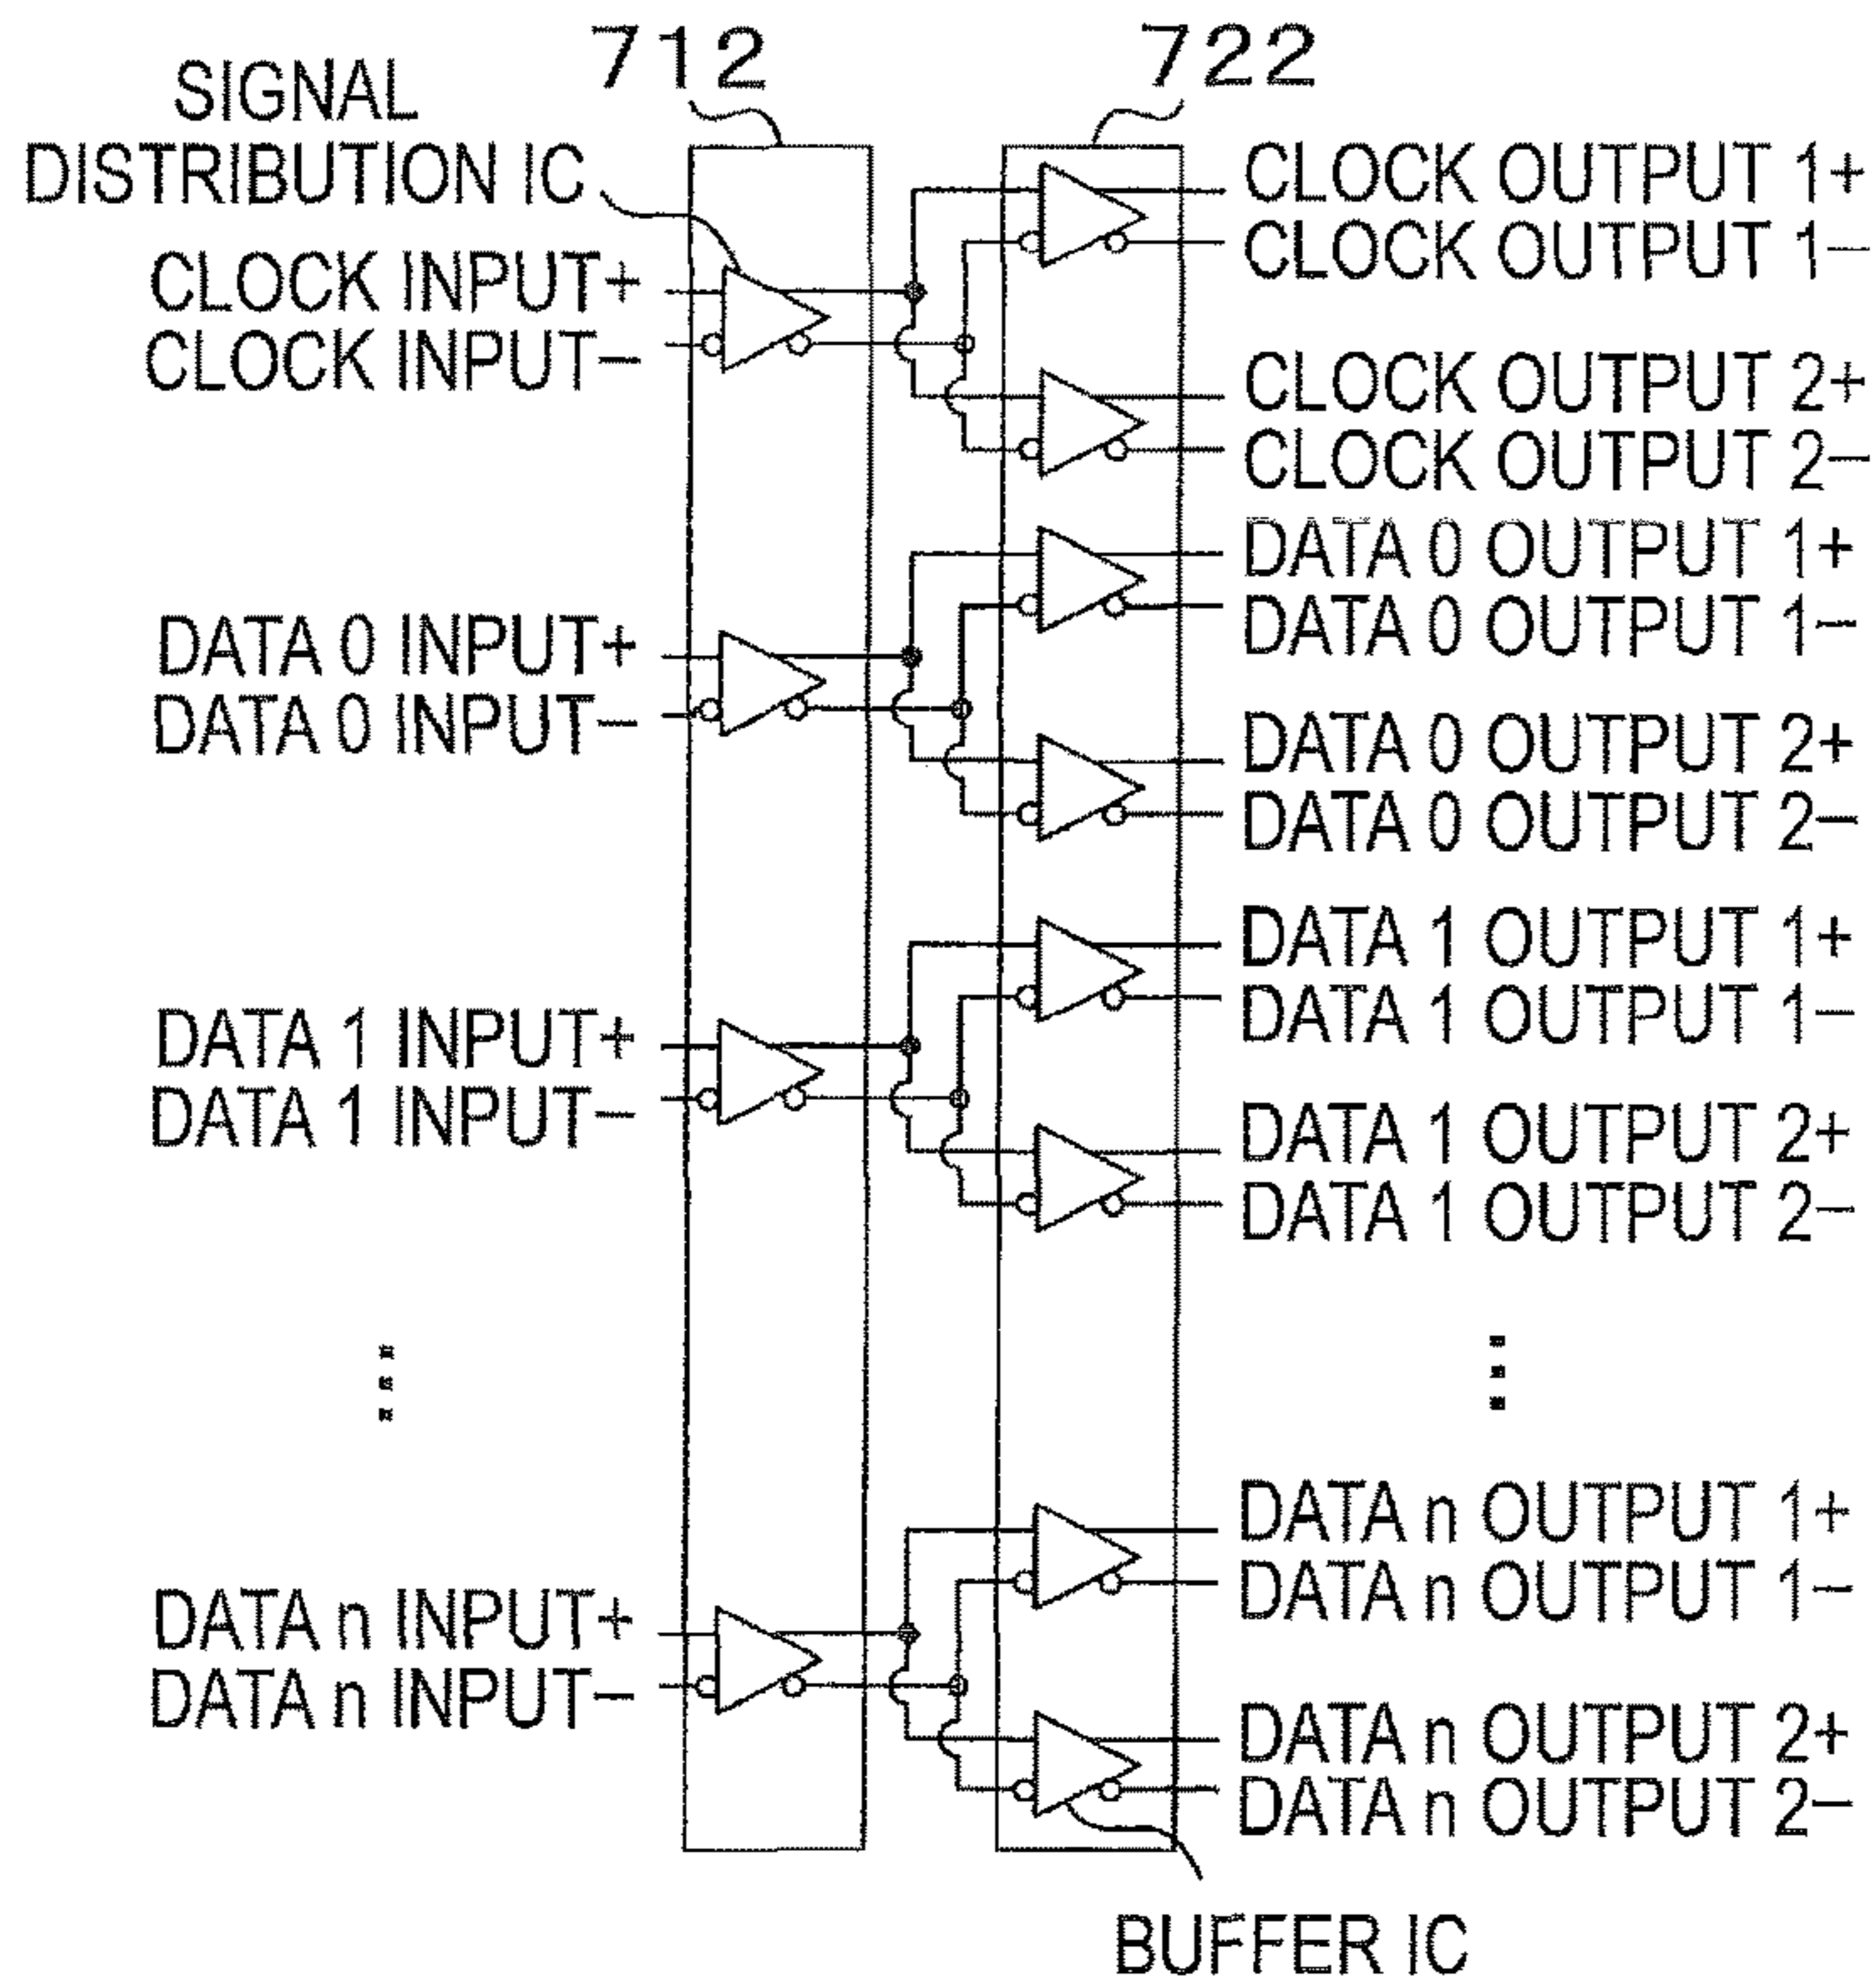 712
722
SIGNAL
DISTRIBUTION IC
CLOCK INPUT+
CLOCK INPUT−
CLOCK OUTPUT 1+
CLOCK OUTPUT 1−
CLOCK OUTPUT 2+
CLOCK OUTPUT 2−
DATA 0 INPUT+
DATA 0 INPUT−
DATA 0 OUTPUT 1+
DATA 0 OUTPUT 1−
DATA 0 OUTPUT 2+
DATA 0 OUTPUT 2−
DATA 1 INPUT+
DATA 1 INPUT−
DATA 1 OUTPUT 1+
DATA 1 OUTPUT 1−
DATA 1 OUTPUT 2+
DATA 1 OUTPUT 2−
DATA n INPUT+
DATA n INPUT−
DATA n OUTPUT 1+
DATA n OUTPUT 1−
DATA n OUTPUT 2+
DATA n OUTPUT 2−
BUFFER IC